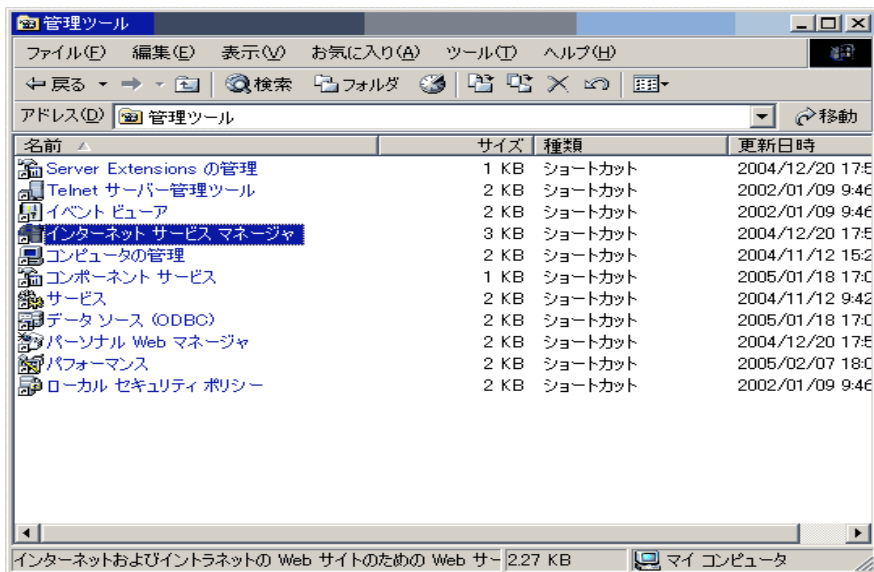 管理ツール
ファイル(F) 編集(E) 表示(V) お気に入り(A) ツール(T) ヘルプ(H)
戻る 検索 フォルダ
アドレス(D) 管理ツール 移動
名前 サイズ 種類 更新日時
Server Extensions の管理 1 KB ショートカット 2004/12/20 17:5
Telnet サーバー管理ツール 2 KB ショートカット 2002/01/09 9:46
イベント ビューア 2 KB ショートカット 2002/01/09 9:46
インターネット サービス マネージャ 3 KB ショートカット 2004/12/20 17:5
コンピュータの管理 2 KB ショートカット 2004/11/12 15:2
コンポーネント サービス 1 KB ショートカット 2005/01/18 17:0
サービス 2 KB ショートカット 2004/11/12 9:42
データ ソース (ODBC) 2 KB ショートカット 2005/01/18 17:0
パーソナル Web マネージャ 2 KB ショートカット 2004/12/20 17:5
パフォーマンス 2 KB ショートカット 2005/02/07 18:0
ローカル セキュリティ ポリシー 2 KB ショートカット 2002/01/09 9:46
インターネットおよびイントラネットの Web サイトのための Web サー 2.27 KB マイ コンピュータ